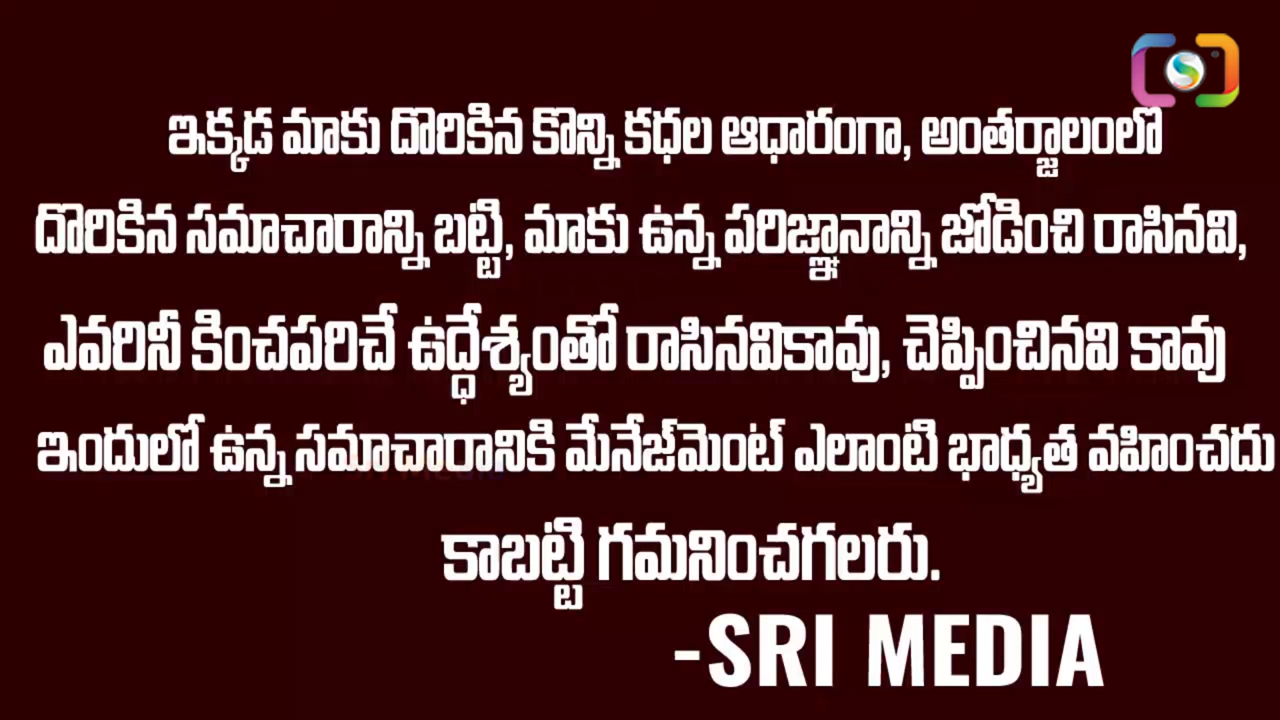 ఇక్కడ మాకు దొరికిన కొన్ని కధల ఆధారంగా, అంతర్జాలంలో
దొరికిన సమాచారాన్ని బట్టి, మాకు ఉన్న పరిజ్ఞానాన్ని జోడించి రాసినవి,
ఎవరినీ కించపరిచే ఉద్ధేశ్యంతో రాసినవికావు, చెప్పించినవి కావు
ఇందులో ఉన్న సమాచారానికి మేనేజ్‌మెంట్ ఎలాంటి భాధ్యత వహించదు
కాబట్టి గమనించగలరు.
-SRI MEDIA